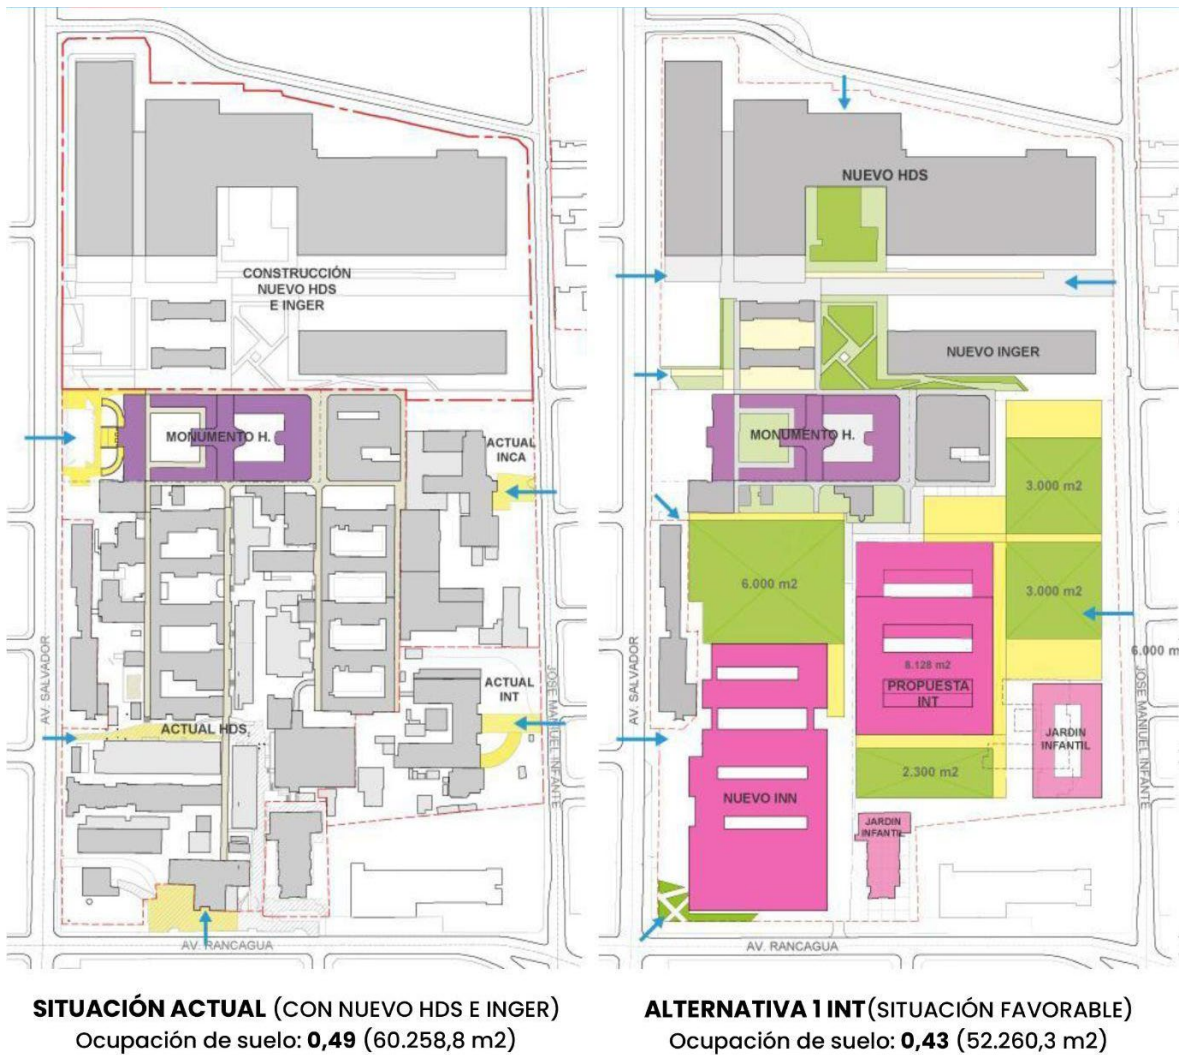 CONSTRUCCIÓN
NUEVO HDS
E INGER
MONUMENTO H.
ACTUAL
INCA
ACTUAL
INT
ACTUAL HDS,
AV. SALVADOR
JOSE MANIUEL INFANTE
AV. RANCAGUA
NUEVO HDS
NUEVO INGER
MONUMENTO H.
3.000 m2
6.000 m2
3.000 m2
6.000 m
8.128 m2
PROPUESTA
INT
JARDIN
INFANTIL
2.300 m2
NUEVO INN
JARDIN
INFANTIL
AV. SALVADOR
JOSE MANIUEL INFANTE
AV. RANCAGUA
SITUACIÓN ACTUAL (CON NUEVO HDS E INGER)
Ocupación de suelo: 0,49 (60.258,8 m2)
ALTERNATIVA 1 INT(SITUACIÓN FAVORABLE)
Ocupación de suelo: 0,43 (52.260,3 m2)